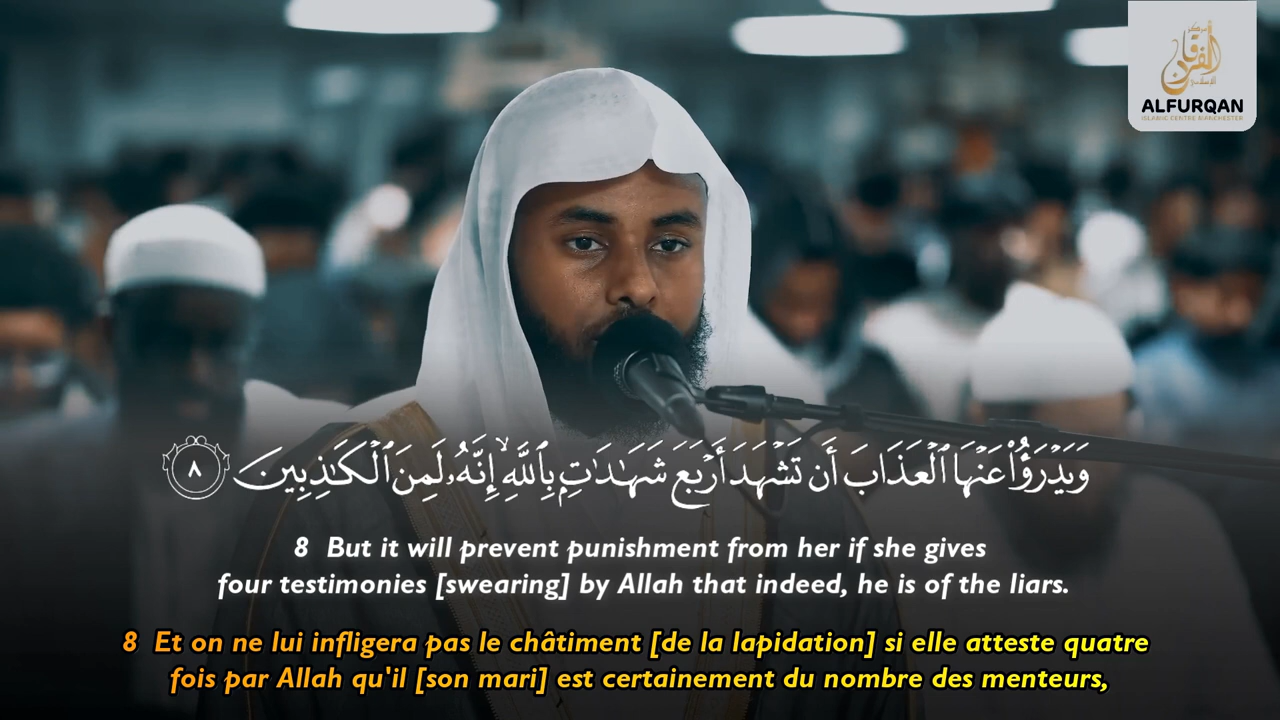 ALFURQAN
ISLAMIC CENTRE MANCHESTER
وَيَدۡرَؤُاْ عَنۡهَا ٱلۡعَذَابَ أَن تَشۡهَدَ أَرۡبَعَ شَهَٰدَٰتِۭ بِٱللَّهِ إِنَّهُۥ لَمِنَ ٱلۡكَٰذِبِينَ ٨
8 But it will prevent punishment from her if she gives
four testimonies [swearing] by Allah that indeed, he is of the liars.
8 Et on ne lui infligera pas le châtiment [de la lapidation] si elle atteste quatre
fois par Allah qu'il [son mari] est certainement du nombre des menteurs,